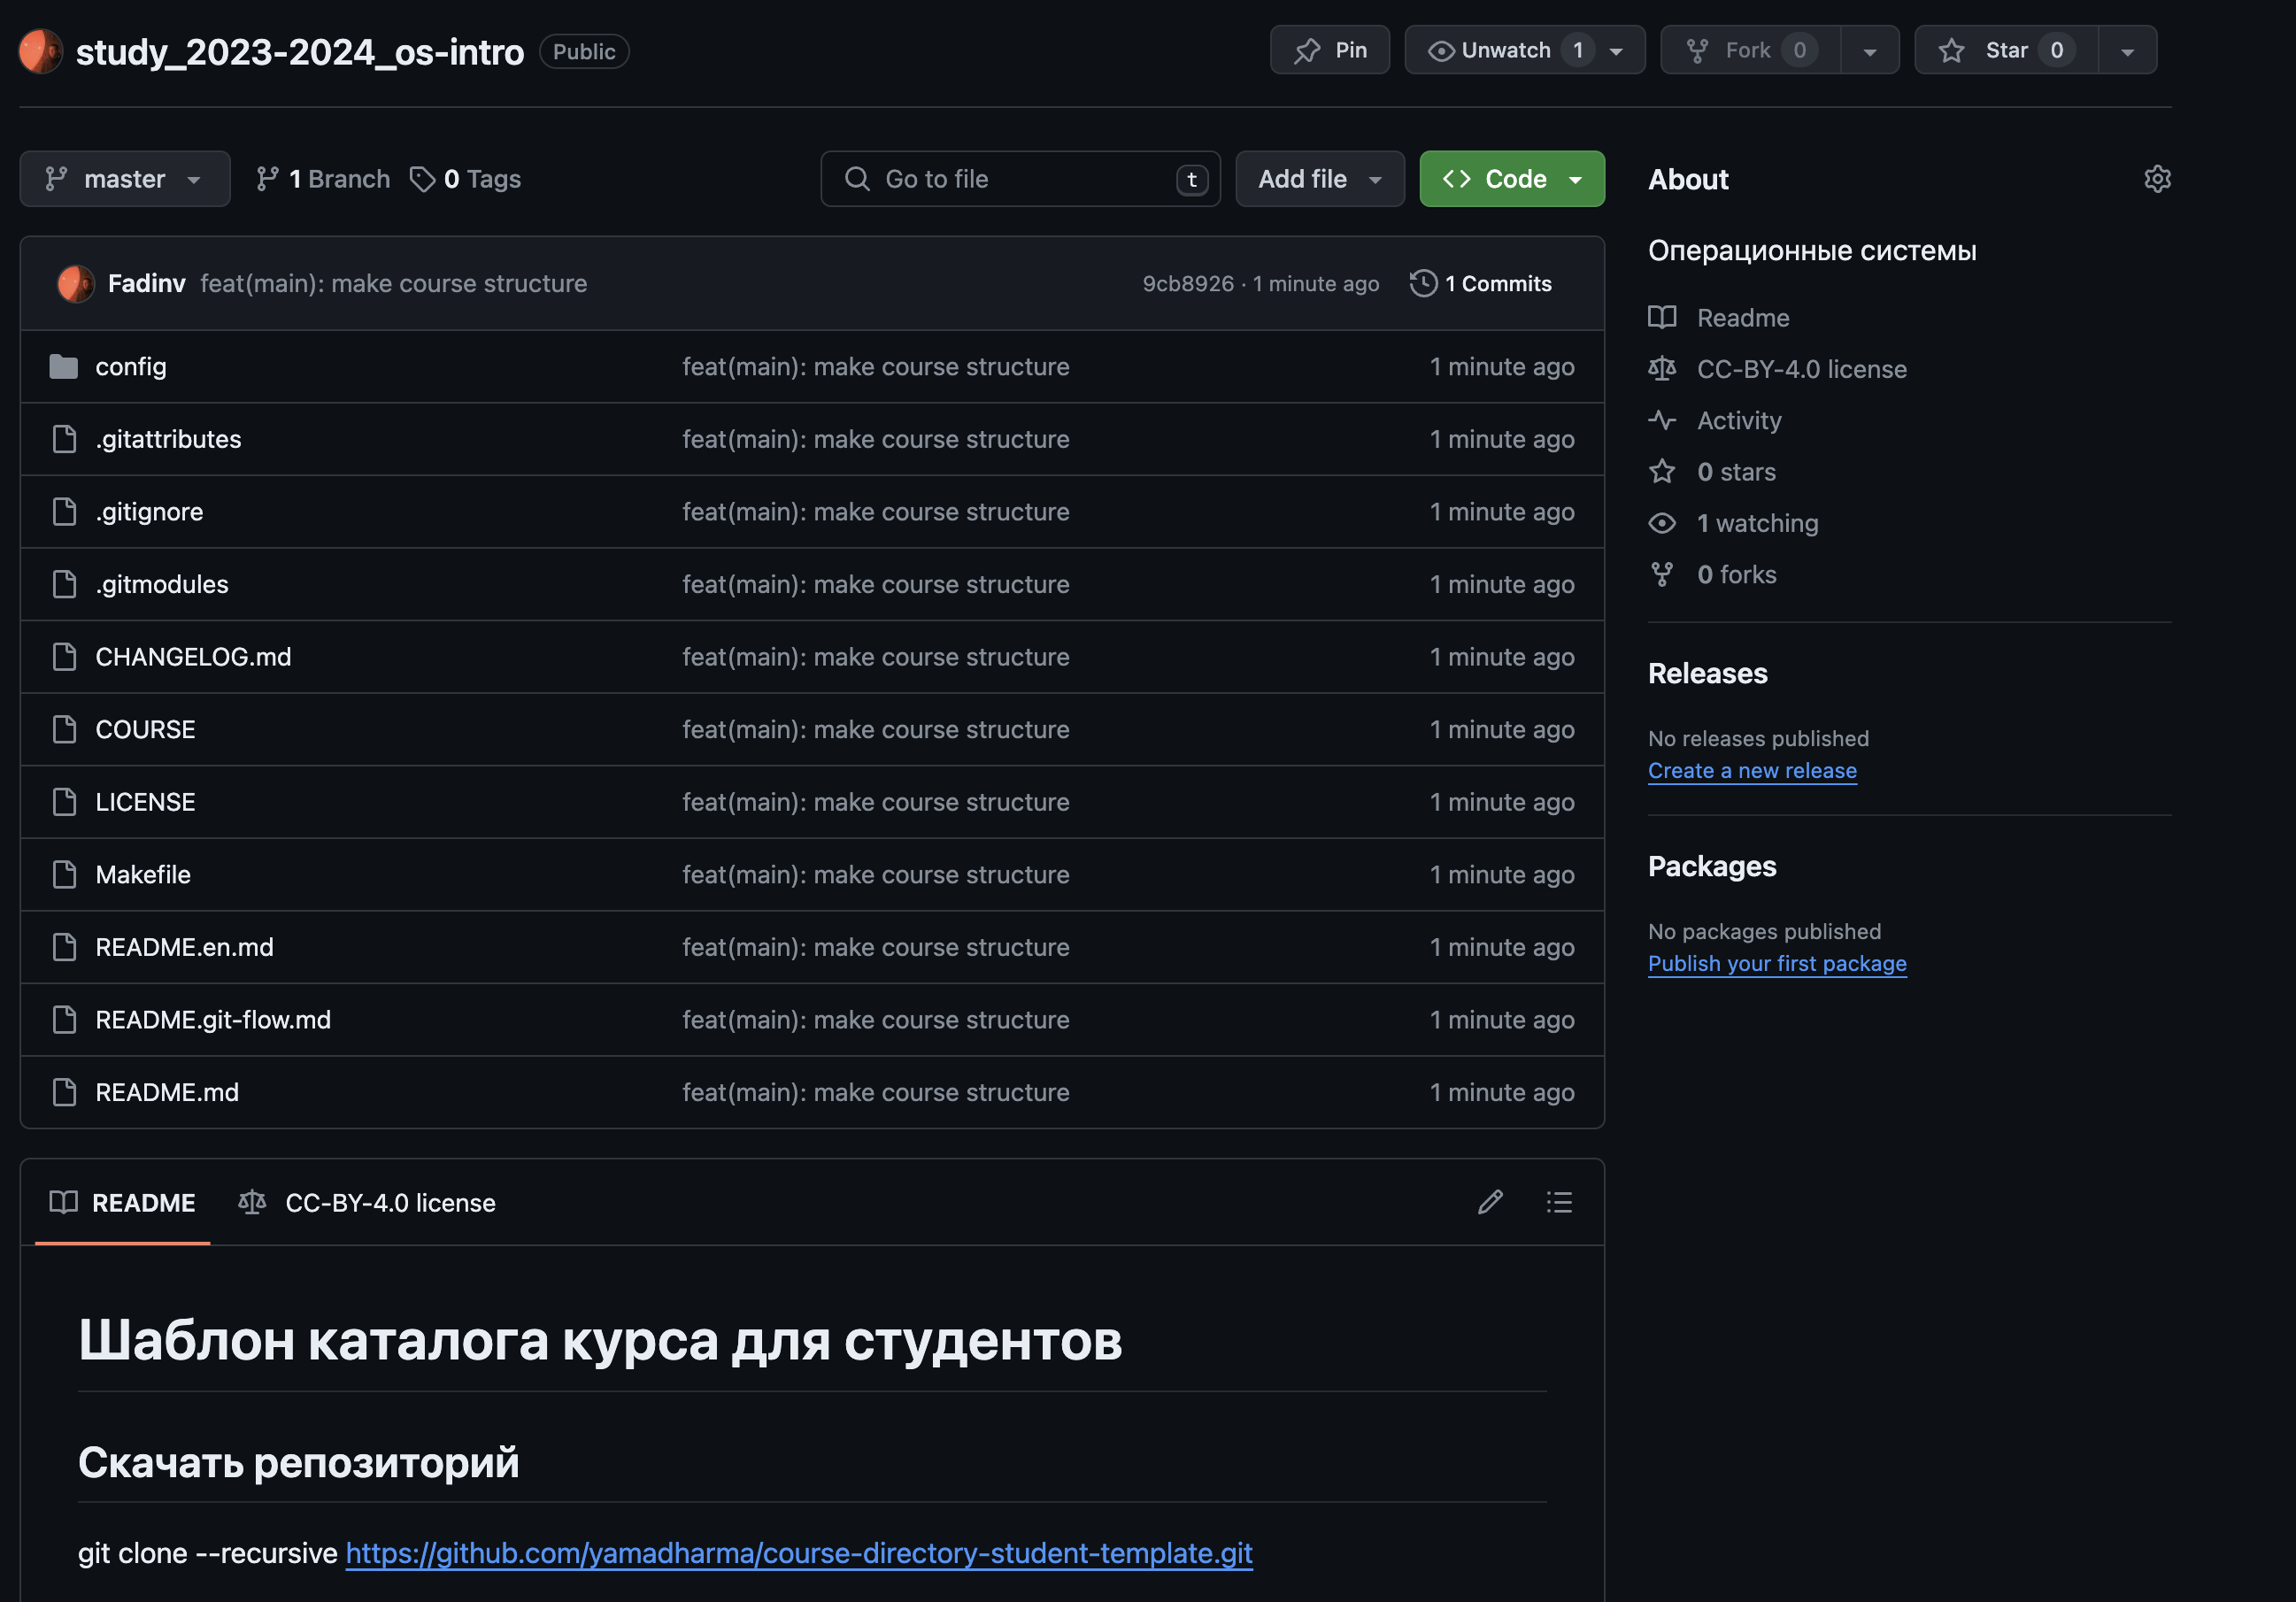 study_2023-2024_os-intro Public Pin Unwatch 1 Fork 0 Star 0
master 1 Branch 0 Tags Go to file t Add file Code
Fadinv feat(main): make course structure 9cb8926 · 1 minute ago 1 Commits
config feat(main): make course structure 1 minute ago
.gitattributes feat(main): make course structure 1 minute ago
.gitignore feat(main): make course structure 1 minute ago
.gitmodules feat(main): make course structure 1 minute ago
CHANGELOG.md feat(main): make course structure 1 minute ago
COURSE feat(main): make course structure 1 minute ago
LICENSE feat(main): make course structure 1 minute ago
Makefile feat(main): make course structure 1 minute ago
README.en.md feat(main): make course structure 1 minute ago
README.git-flow.md feat(main): make course structure 1 minute ago
README.md feat(main): make course structure 1 minute ago
README CC-BY-4.0 license
Шаблон каталога курса для студентов
Скачать репозиторий
git clone --recursive https://github.com/yamadharma/course-directory-student-template.git
About
Операционные системы
Readme
CC-BY-4.0 license
Activity
0 stars
1 watching
0 forks
Releases
No releases published
Create a new release
Packages
No packages published
Publish your first package